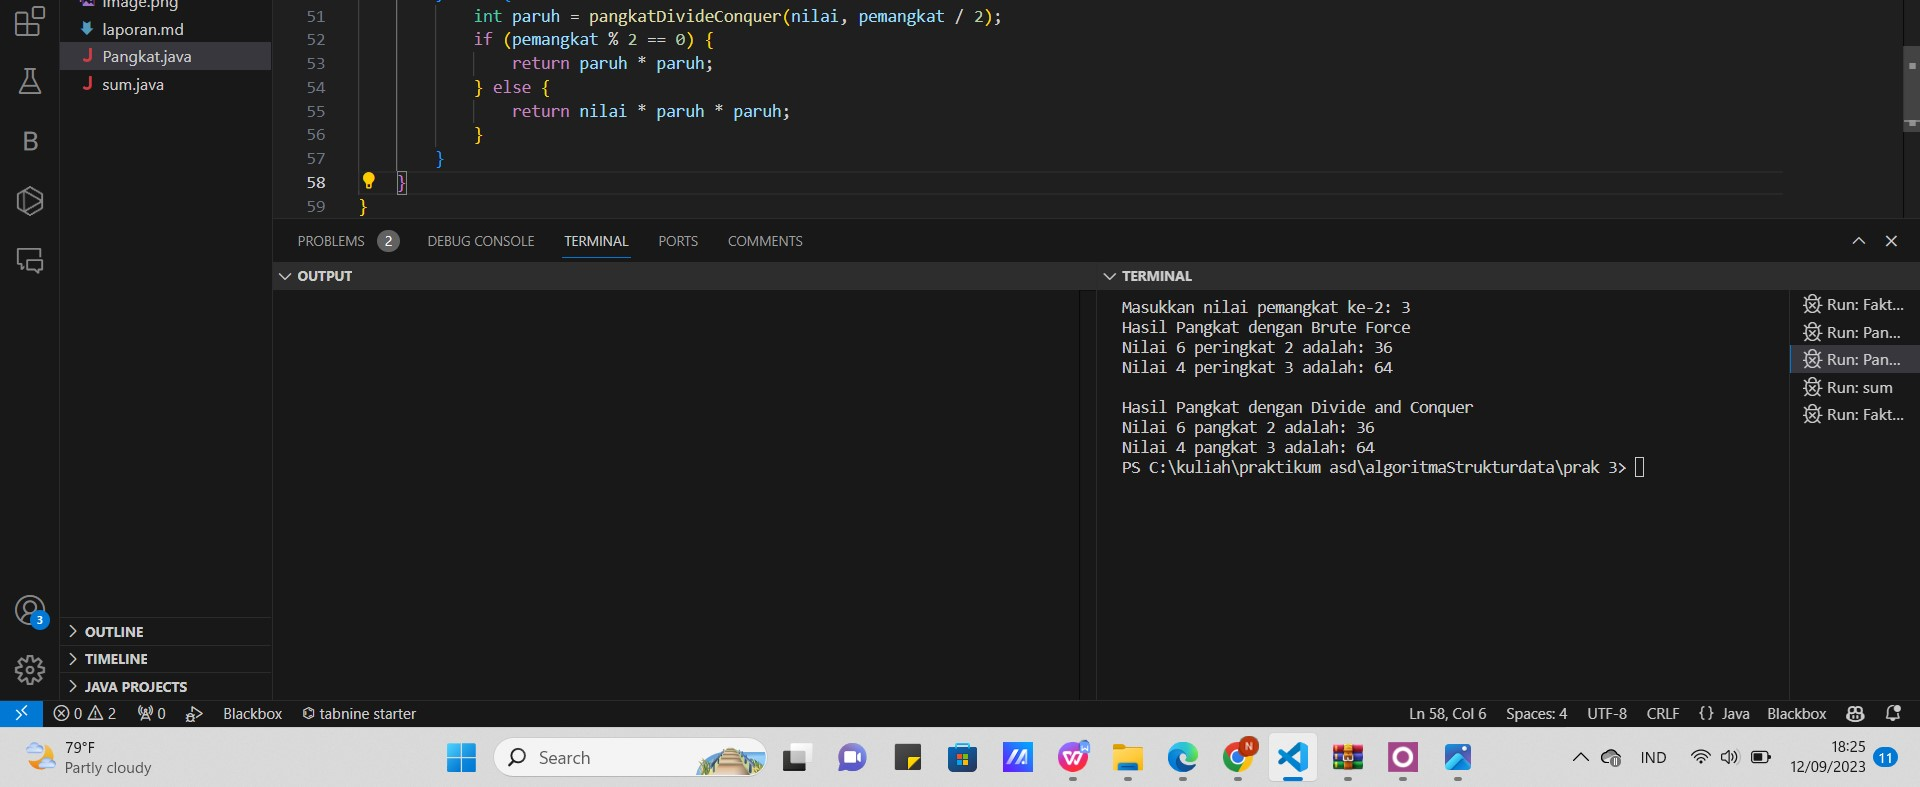 image.png
laporan.md
Pangkat.java
sum.java
51 int paruh = pangkatDivideConquer(nilai, pemangkat / 2);
52 if (pemangkat % 2 == 0) {
53 return paruh * paruh;
54 } else {
55 return nilai * paruh * paruh;
56 }
57 }
58 }
59 }
PROBLEMS 2 DEBUG CONSOLE TERMINAL PORTS COMMENTS
OUTPUT
TERMINAL
Masukkan nilai pemangkat ke-2: 3
Hasil Pangkat dengan Brute Force
Nilai 6 peringkat 2 adalah: 36
Nilai 4 peringkat 3 adalah: 64
Hasil Pangkat dengan Divide and Conquer
Nilai 6 pangkat 2 adalah: 36
Nilai 4 pangkat 3 adalah: 64
PS C:\kuliah\praktikum asd\algoritmaStrukturdata\prak 3>
Run: Fakt...
Run: Pan...
Run: Pan...
Run: sum
Run: Fakt...
3
OUTLINE
TIMELINE
JAVA PROJECTS
0 2 0 Blackbox tabnine starter Ln 58, Col 6 Spaces: 4 UTF-8 CRLF {} Java Blackbox
79°F
Partly cloudy
Search
N
IND
18:25
12/09/2023
11